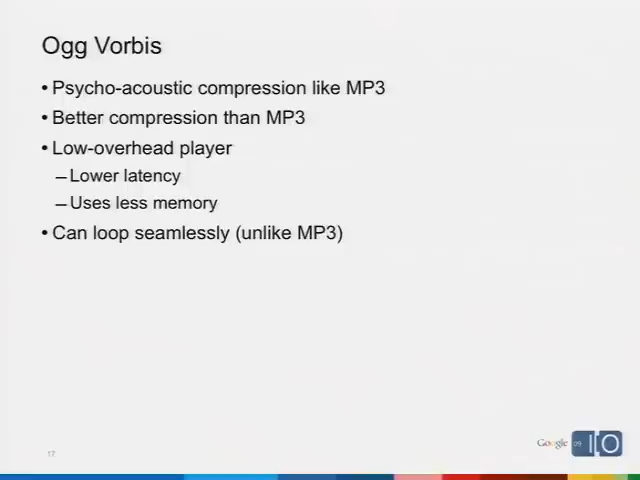 Ogg Vorbis
• Psycho-acoustic compression like MP3
• Better compression than MP3
• Low-overhead player
– Lower latency
– Uses less memory
• Can loop seamlessly (unlike MP3)
17
Google 09 IO